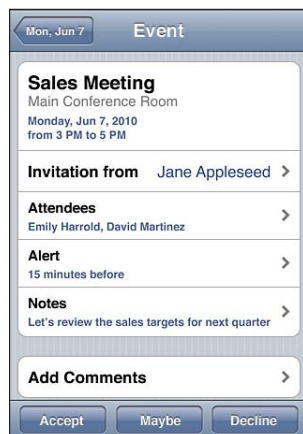 Mon, Jun 7
Event
Sales Meeting
Main Conference Room
Monday, Jun 7, 2010
from 3 PM to 5 PM
Invitation from Jane Appleseed
Attendees
Emily Harrold, David Martinez
Alert
15 minutes before
Notes
Let's review the sales targets for next quarter
Add Comments
Accept Maybe Decline